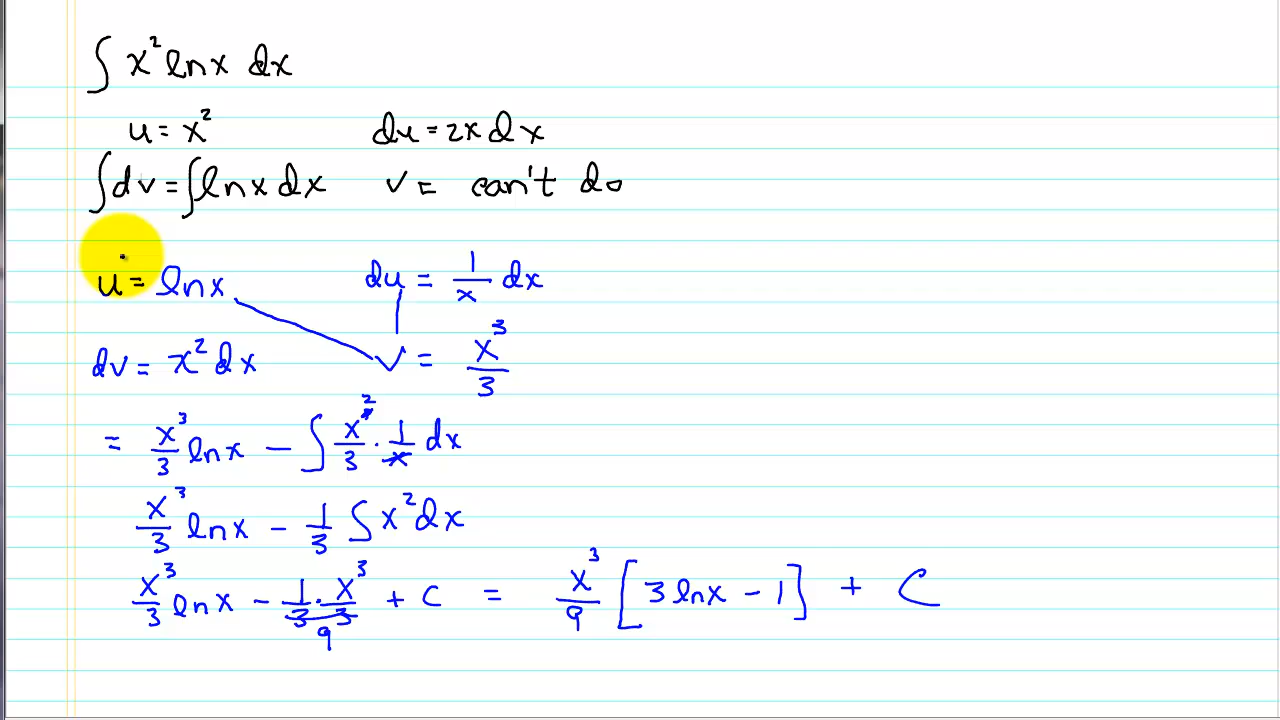 ∫ x² ln x dx
u = x² du = 2x dx
∫ dv = ∫ ln x dx v = can't do
u = ln x du = 1/x dx
dv = x² dx v = x³/3
= x³/3 ln x − ∫ x²/3 · 1/x dx
x³/3 ln x − 1/3 ∫ x² dx
x³/3 ln x − 1/3 · x³/3 + c = x³/9 [3 ln x − 1] + C
9